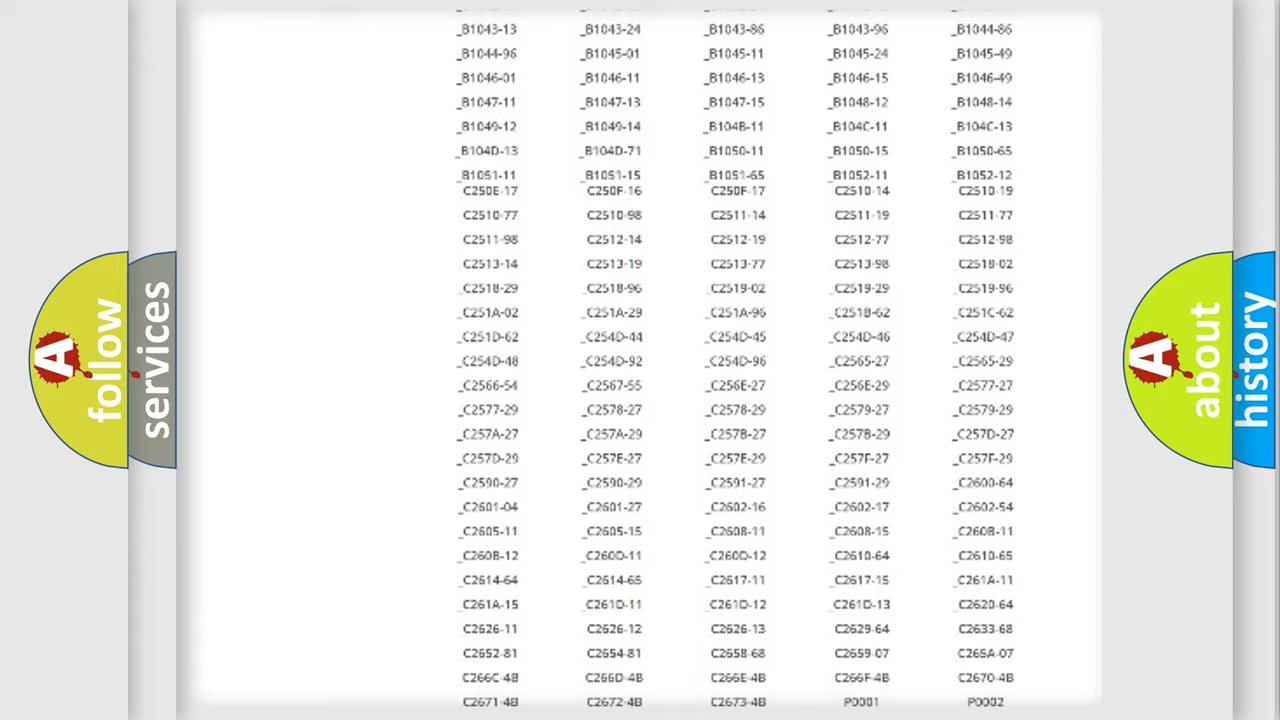 _B1043-13 _B1043-24 _B1043-86 _B1043-96 _B1044-86
_B1044-96 _B1045-01 _B1045-11 _B1045-24 _B1045-49
_B1046-01 _B1046-11 _B1046-13 _B1046-15 _B1046-49
_B1047-11 _B1047-13 _B1047-15 _B1048-12 _B1048-14
_B1049-12 _B1049-14 _B104B-11 _B104C-11 _B104C-13
_B104D-13 _B104D-71 _B1050-11 _B1050-15 _B1050-65
_B1051-11 _B1051-15 _B1051-65 _B1052-11 _B1052-12
C250E-17 C250F-16 C250F-17 C2510-14 C2510-19
C2510-77 C2510-98 C2511-14 C2511-19 C2511-77
C2511-98 C2512-14 C2512-19 C2512-77 C2512-98
C2513-14 C2513-19 C2513-77 C2513-98 C2518-02
_C2518-29 _C2518-96 _C2519-02 _C2519-29 _C2519-96
_C251A-02 _C251A-29 _C251A-96 _C251B-62 _C251C-62
_C251D-62 _C254D-44 _C254D-45 _C254D-46 _C254D-47
_C254D-48 _C254D-92 _C254D-96 _C2565-27 _C2565-29
_C2566-54 _C2567-55 _C256E-27 _C256E-29 _C2577-27
_C2577-29 _C2578-27 _C2578-29 _C2579-27 _C2579-29
_C257A-27 _C257A-29 _C257B-27 _C257B-29 _C257D-27
_C257D-29 _C257E-27 _C257E-29 _C257F-27 _C257F-29
_C2590-27 _C2590-29 _C2591-27 _C2591-29 _C2600-64
_C2601-04 _C2601-27 _C2602-16 _C2602-17 _C2602-54
_C2605-11 _C2605-15 _C2608-11 _C2608-15 _C260B-11
_C260B-12 _C260D-11 _C260D-12 _C2610-64 _C2610-65
_C2614-64 _C2614-65 _C2617-11 _C2617-15 _C261A-11
_C261A-15 _C261D-11 _C261D-12 _C261D-13 _C2620-64
C2626-11 C2626-12 C2626-13 C2629-64 C2633-68
C2652-81 C2654-81 C2658-68 C2659-07 C265A-07
C266C-4B C266D-4B C266E-4B C266F-4B C2670-4B
C2671-4B C2672-4B C2673-4B P0001 P0002
A follow
services
A about
history